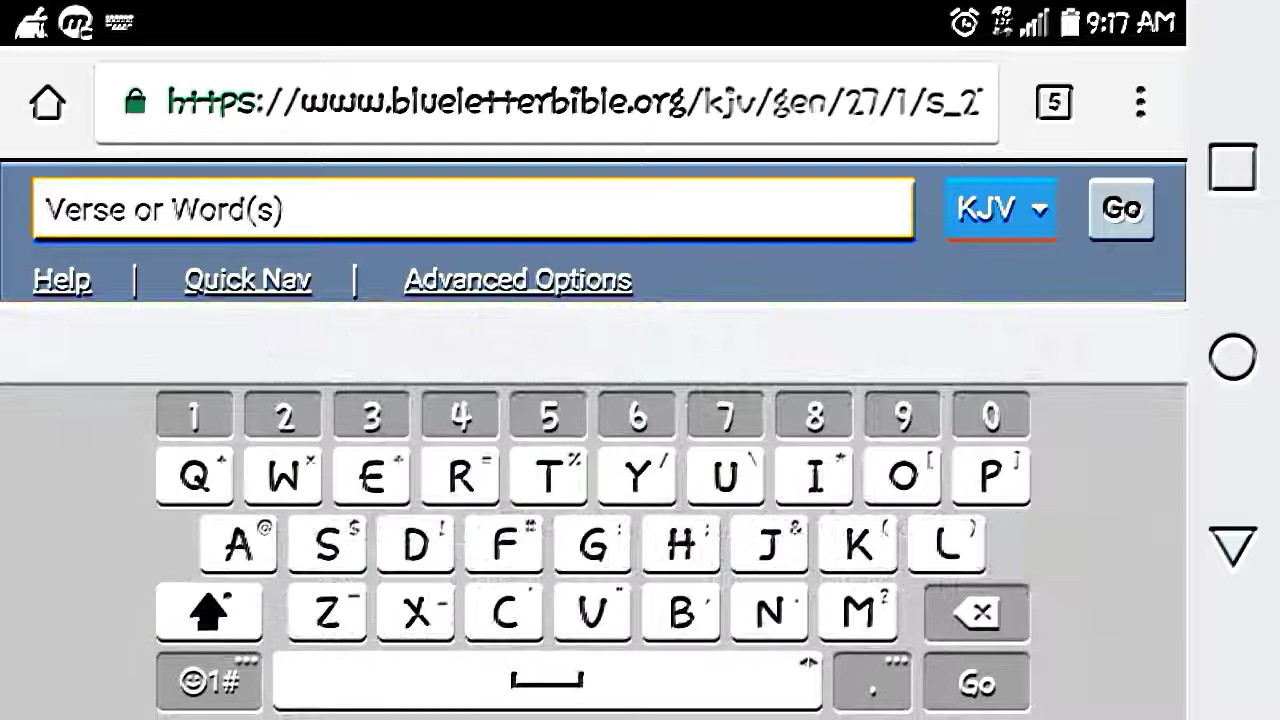 9:17 AM
https://www.blueletterbible.org/kjv/gen/27/1/s_2
5
Verse or Word(s)
KJV
Go
Help | Quick Nav | Advanced Options
1 2 3 4 5 6 7 8 9 0
Q W E R T Y U I O P
A S D F G H J K L
Z X C V B N M
1# . Go